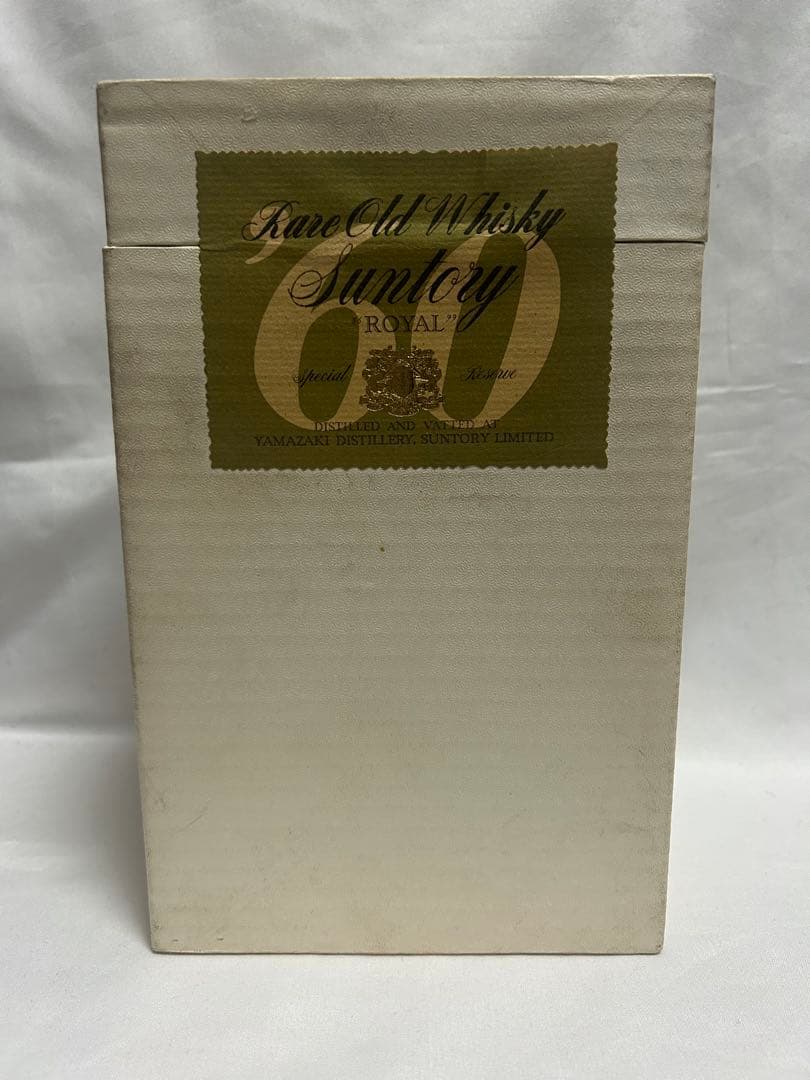 Rare Old Whisky
'60
Suntory
"ROYAL"
Special Reserve
DISTILLED AND VATTED AT
YAMAZAKI DISTILLERY, SUNTORY LIMITED